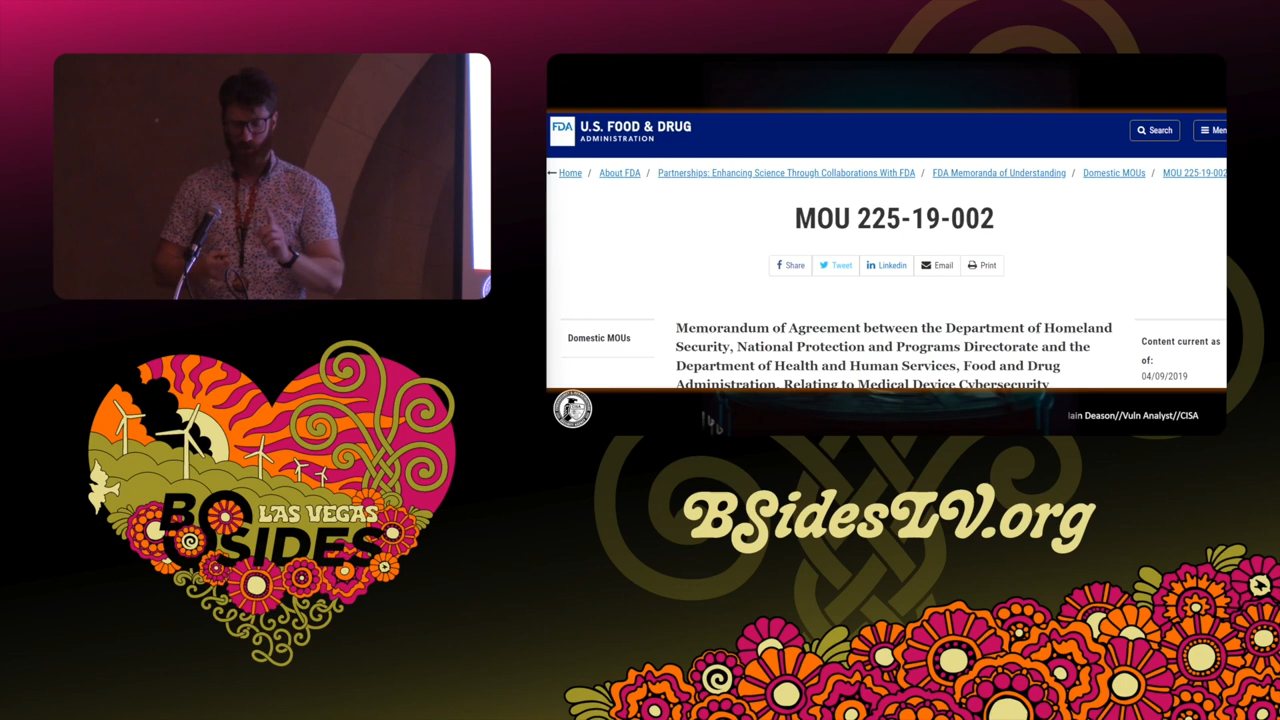 FDA
U.S. FOOD & DRUG
ADMINISTRATION
Search
Men
Home / About FDA / Partnerships: Enhancing Science Through Collaborations With FDA / FDA Memoranda of Understanding / Domestic MOUs / MOU 225-19-002
MOU 225-19-002
Share Tweet Linkedin Email Print
Domestic MOUs
Memorandum of Agreement between the Department of Homeland
Security, National Protection and Programs Directorate and the
Department of Health and Human Services, Food and Drug
Administration, Relating to Medical Device Cybersecurity
Content current as
of:
04/09/2019
Iain Deason//Vuln Analyst//CISA
LAS VEGAS
BSIDES
23
BSidesLV.org